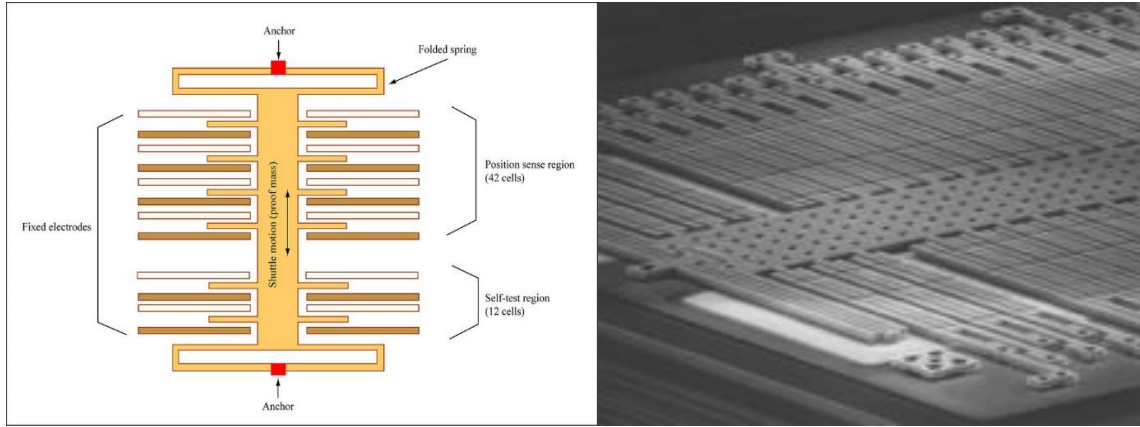 Anchor
Folded spring
Position sense region
(42 cells)
Fixed electrodes
Shuttle motion (proof mass)
Self-test region
(12 cells)
Anchor